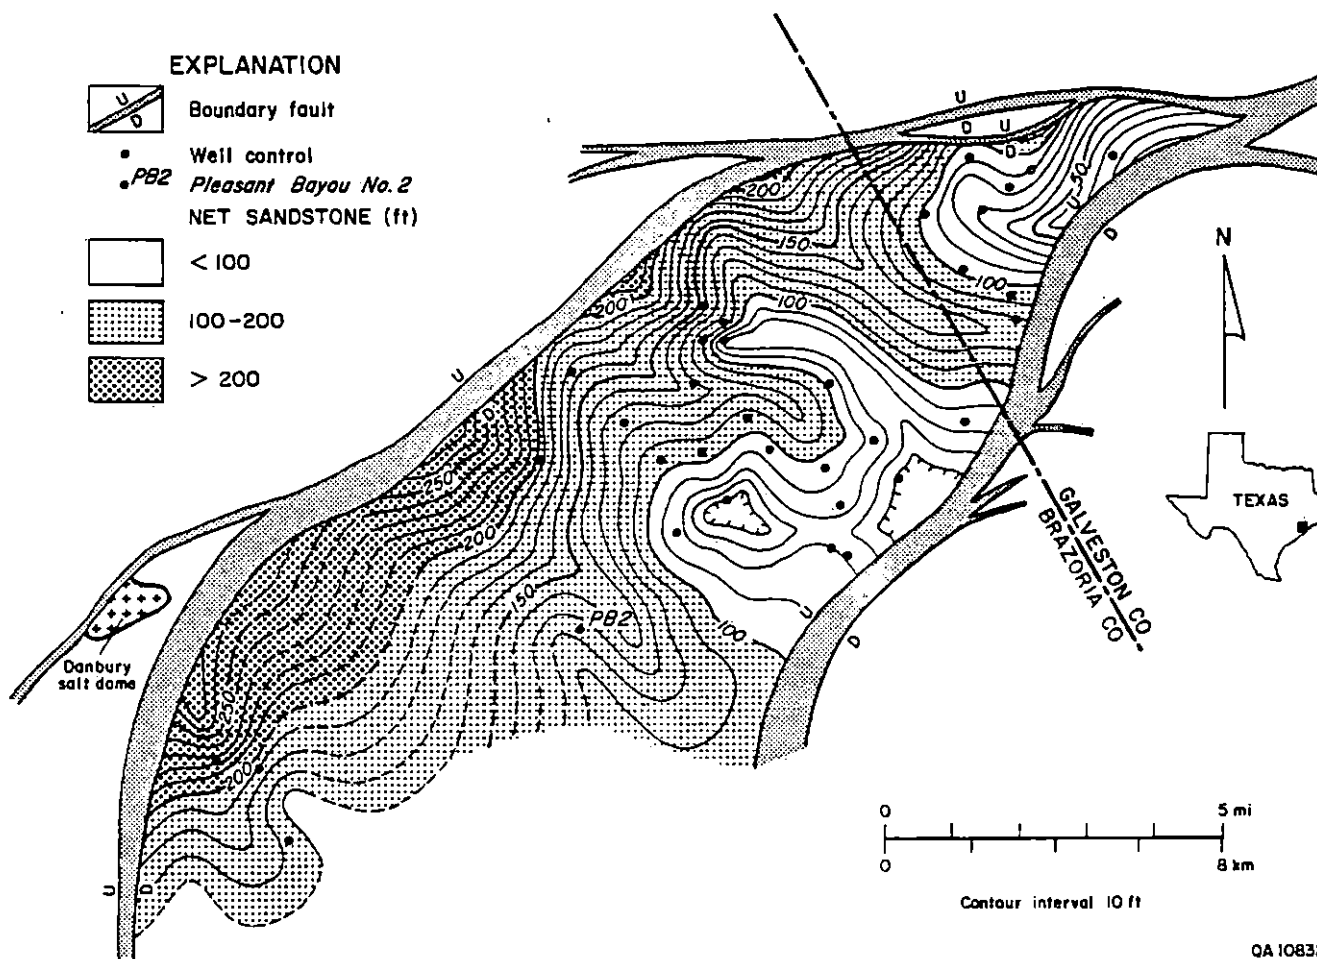 EXPLANATION
U
D
Boundary fault
Well control
PB2 Pleasant Bayou No. 2
NET SANDSTONE (ft)
< 100
100-200
> 200
U
D
U
D
200
50
U
D
150
100
200
100
N
U
D
250
200
TEXAS
GALVESTON CO
BRAZORIA CO
150
PB2
100
U
D
Danbury
salt dome
250
200
U
D
0 5 mi
0 8 km
Contour interval 10 ft
QA 1083